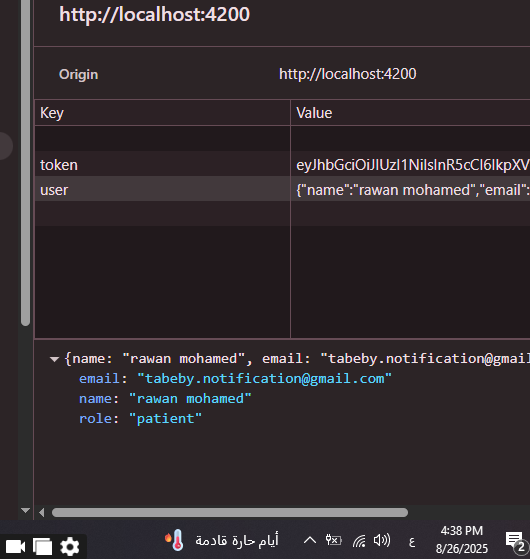 http://localhost:4200
Origin http://localhost:4200
Key Value
token
user {"name":"rawan mohamed","email":
{name: "rawan mohamed", email: "tabeby.notification@gmail
email: "tabeby.notification@gmail.com"
name: "rawan mohamed"
role: "patient"
أيام حارة قادمة ع 4:38 PM
8/26/2025 2